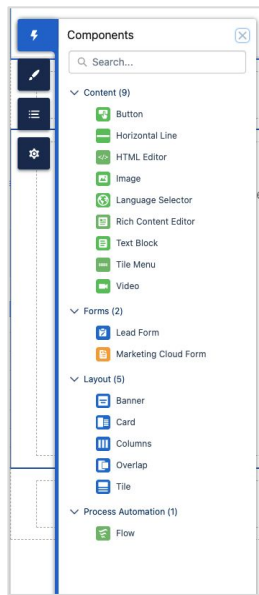 Components
Search...
Content (9)
Button
Horizontal Line
HTML Editor
Image
Language Selector
Rich Content Editor
Text Block
Tile Menu
Video
Forms (2)
Lead Form
Marketing Cloud Form
Layout (5)
Banner
Card
Columns
Overlap
Tile
Process Automation (1)
Flow